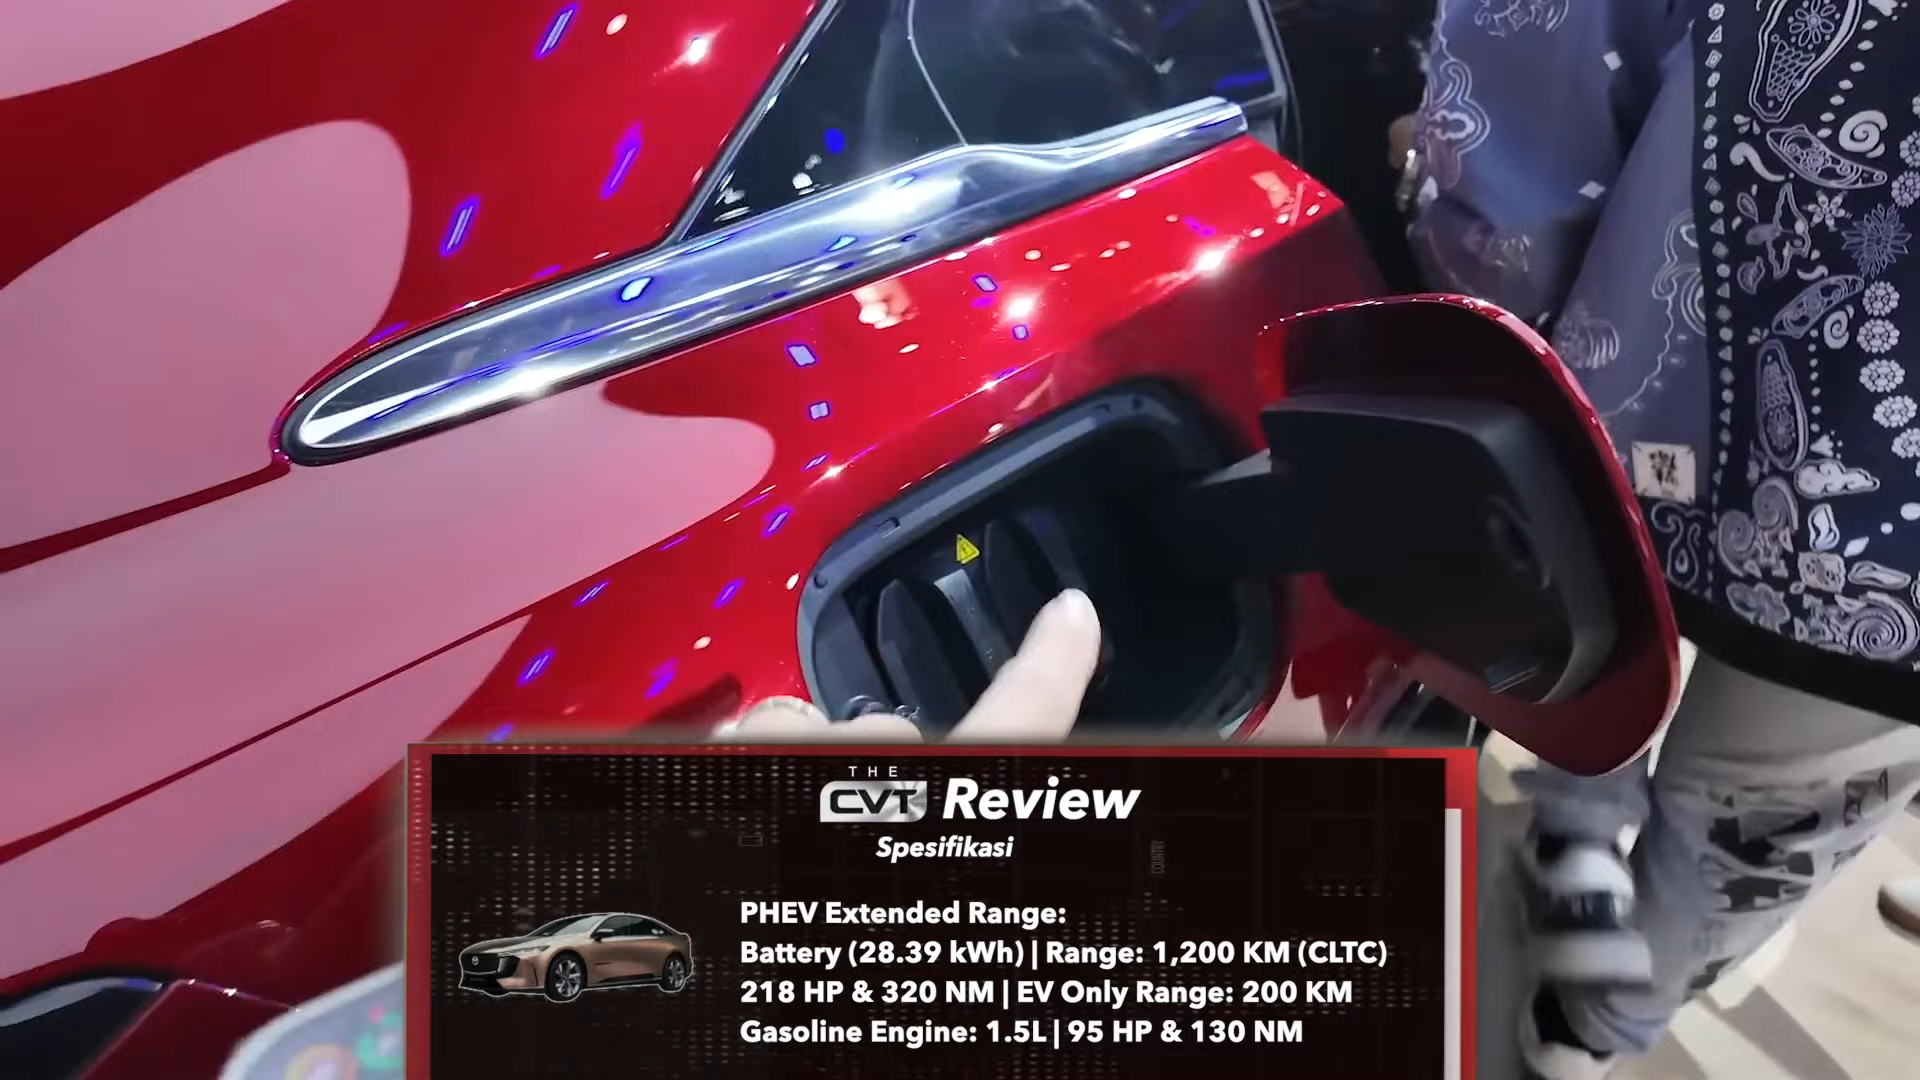 THE
CVT Review
Spesifikasi
COUNTRY
PHEV Extended Range:
Battery (28.39 kWh) | Range: 1,200 KM (CLTC)
218 HP & 320 NM | EV Only Range: 200 KM
Gasoline Engine: 1.5L | 95 HP & 130 NM